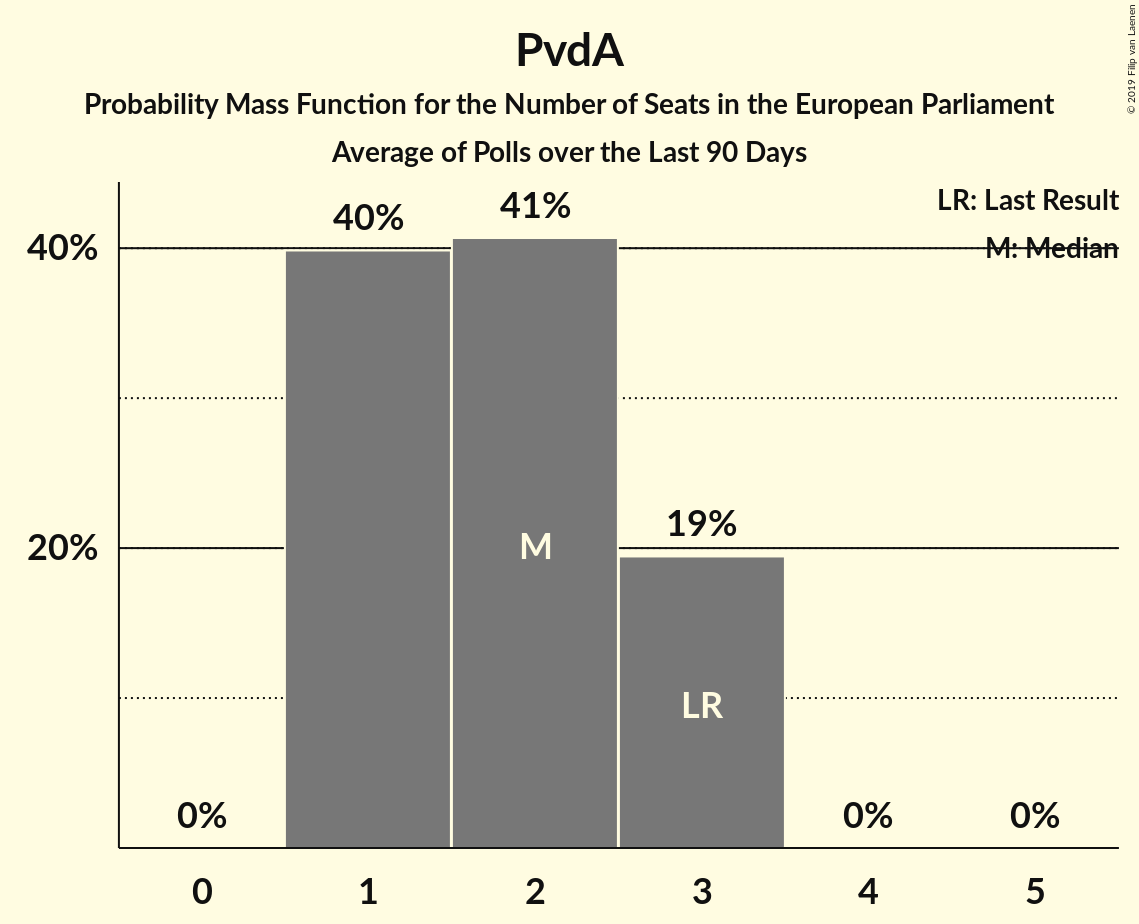 PvdA
Probability Mass Function for the Number of Seats in the European Parliament
Average of Polls over the Last 90 Days
© 2019 Filip van Laenen
LR: Last Result
M: Median
40%
20%
0%
40%
41%
19%
0%
0%
M
LR
0
1
2
3
4
5